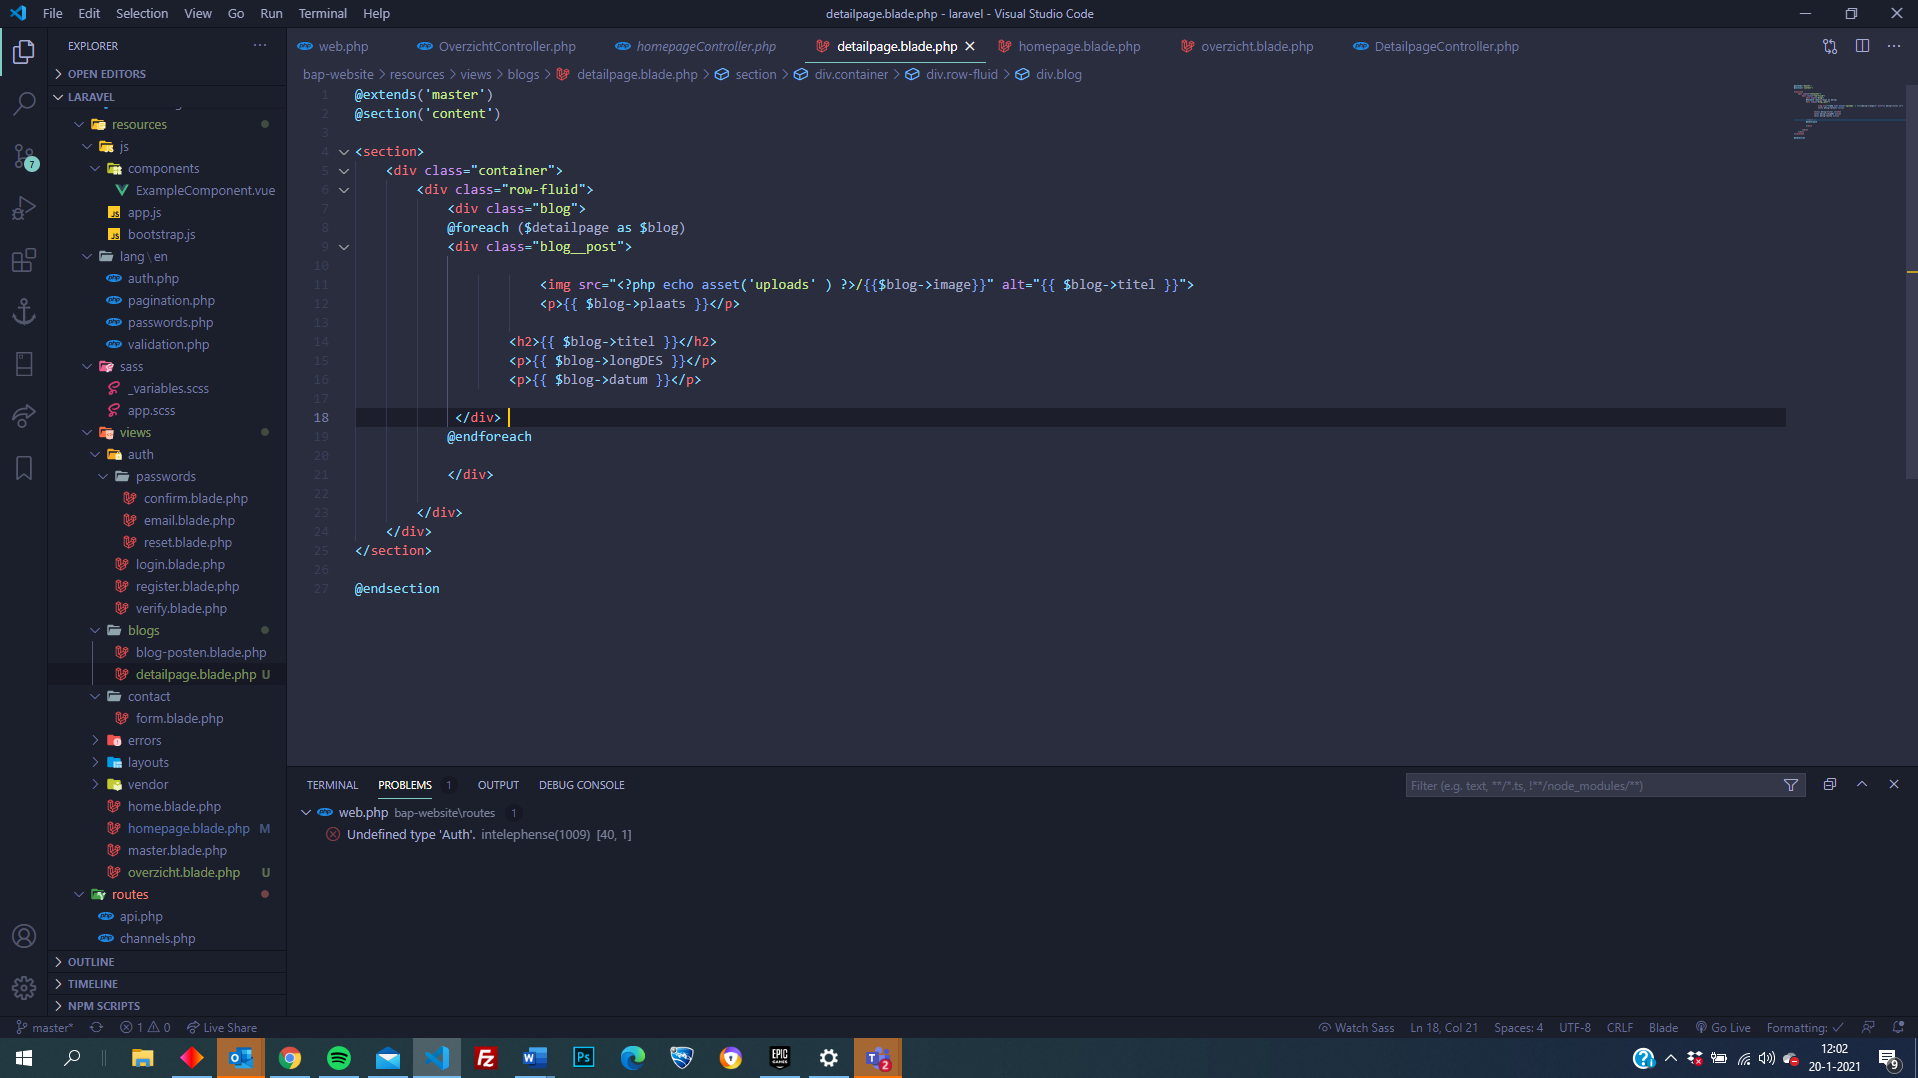 File Edit Selection View Go Run Terminal Help
detailpage.blade.php - laravel - Visual Studio Code
EXPLORER
web.php OverzichtController.php homepageController.php detailpage.blade.php homepage.blade.php overzicht.blade.php DetailpageController.php
bap-website > resources > views > blogs > detailpage.blade.php > section > div.container > div.row-fluid > div.blog
OPEN EDITORS
LARAVEL
resources
js
components
ExampleComponent.vue
app.js
bootstrap.js
lang\en
auth.php
pagination.php
passwords.php
validation.php
sass
_variables.scss
app.scss
views
auth
passwords
confirm.blade.php
email.blade.php
reset.blade.php
login.blade.php
register.blade.php
verify.blade.php
blogs
blog-posten.blade.php
detailpage.blade.php U
contact
form.blade.php
errors
layouts
vendor
home.blade.php
homepage.blade.php M
master.blade.php
overzicht.blade.php U
routes
api.php
channels.php
OUTLINE
TIMELINE
NPM SCRIPTS
7
1 @extends('master')
2 @section('content')
3
4 <section>
5 <div class="container">
6 <div class="row-fluid">
7 <div class="blog">
8 @foreach ($detailpage as $blog)
9 <div class="blog__post">
10
11 <img src="<?php echo asset('uploads' ) ?>/{{$blog->image}}" alt="{{ $blog->titel }}">
12 <p>{{ $blog->plaats }}</p>
13
14 <h2>{{ $blog->titel }}</h2>
15 <p>{{ $blog->longDES }}</p>
16 <p>{{ $blog->datum }}</p>
17
18 </div>
19 @endforeach
20
21 </div>
22
23 </div>
24 </div>
25 </section>
26
27 @endsection
TERMINAL PROBLEMS 1 OUTPUT DEBUG CONSOLE
Filter (e.g. text, **/*.ts, !**/node_modules/**)
web.php bap-website\routes 1
Undefined type 'Auth'. intelephense(1009) [40, 1]
master* 1 0 Live Share
Watch Sass Ln 18, Col 21 Spaces: 4 UTF-8 CRLF Blade Go Live Formatting: ✓
12:02
20-1-2021
9
2
EPIC GAMES
Ps